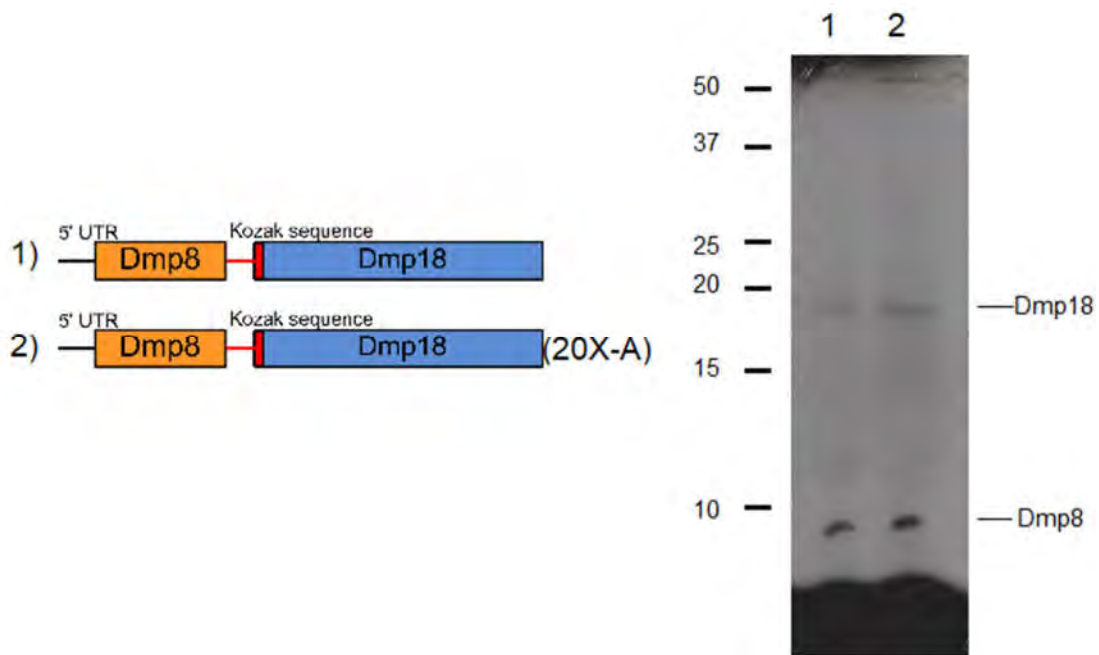 1 2
50
37
25
20
15
10
Dmp18
Dmp8
5' UTR Kozak sequence
1) Dmp8 Dmp18
5' UTR Kozak sequence
2) Dmp8 Dmp18 (20X-A)